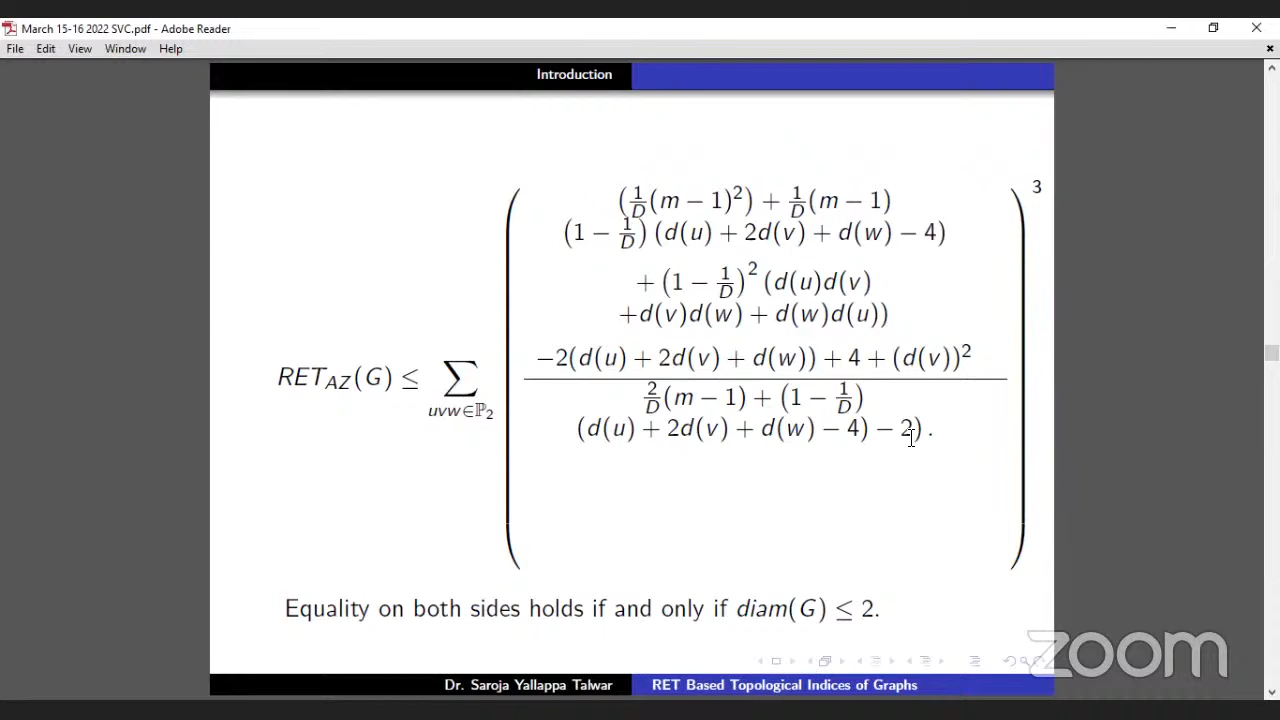 March 15-16 2022 SVC.pdf - Adobe Reader
File Edit View Window Help
Introduction
3
(1/D(m − 1)²) + 1/D(m − 1)
(1 − 1/D) (d(u) + 2d(v) + d(w) − 4)
+ (1 − 1/D)² (d(u)d(v)
+d(v)d(w) + d(w)d(u))
−2(d(u) + 2d(v) + d(w)) + 4 + (d(v))²
RET_AZ(G) ≤ ∑
uvw∈ℙ₂
2/D(m − 1) + (1 − 1/D)
(d(u) + 2d(v) + d(w) − 4) − 2) .
Equality on both sides holds if and only if diam(G) ≤ 2.
zoom
Dr. Saroja Yallappa Talwar RET Based Topological Indices of Graphs